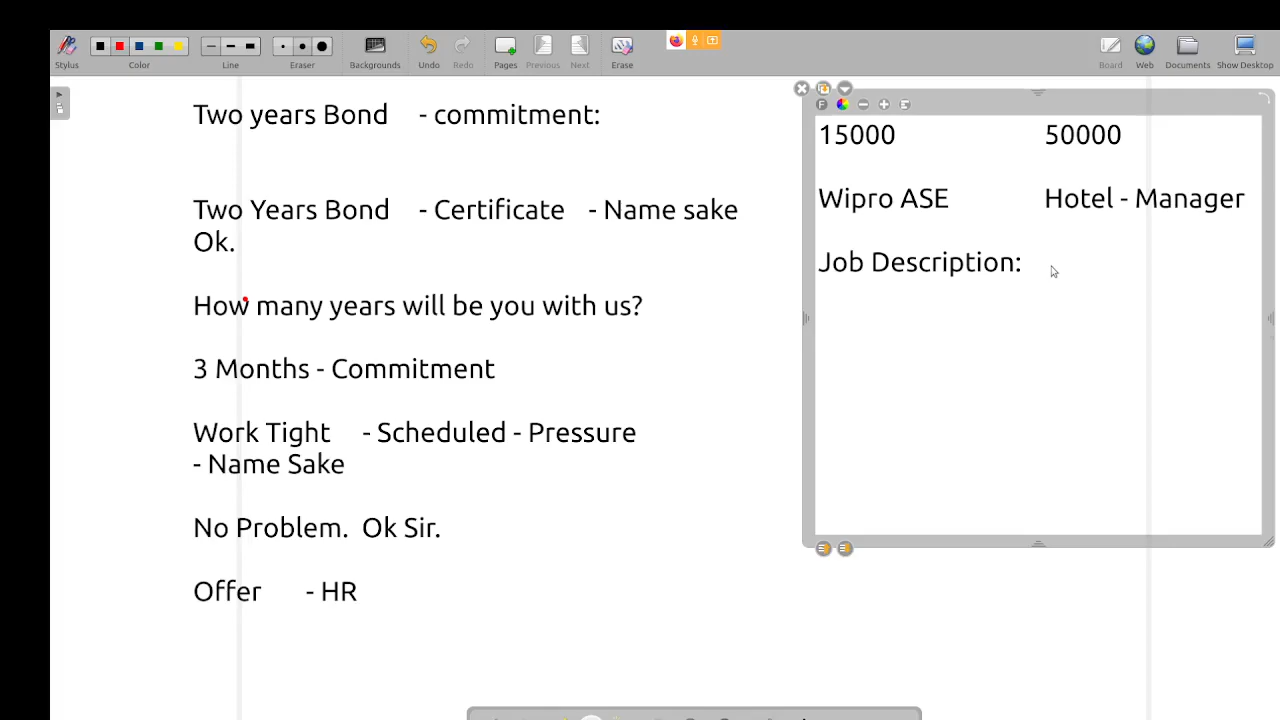 Stylus Color Line Eraser Backgrounds Undo Redo Pages Previous Next Erase Board Web Documents Show Desktop
Two years Bond - commitment:
Two Years Bond - Certificate - Name sake
Ok.
How many years will be you with us?
3 Months - Commitment
Work Tight - Scheduled - Pressure
- Name Sake
No Problem. Ok Sir.
Offer - HR
F
15000 50000
Wipro ASE Hotel - Manager
Job Description: